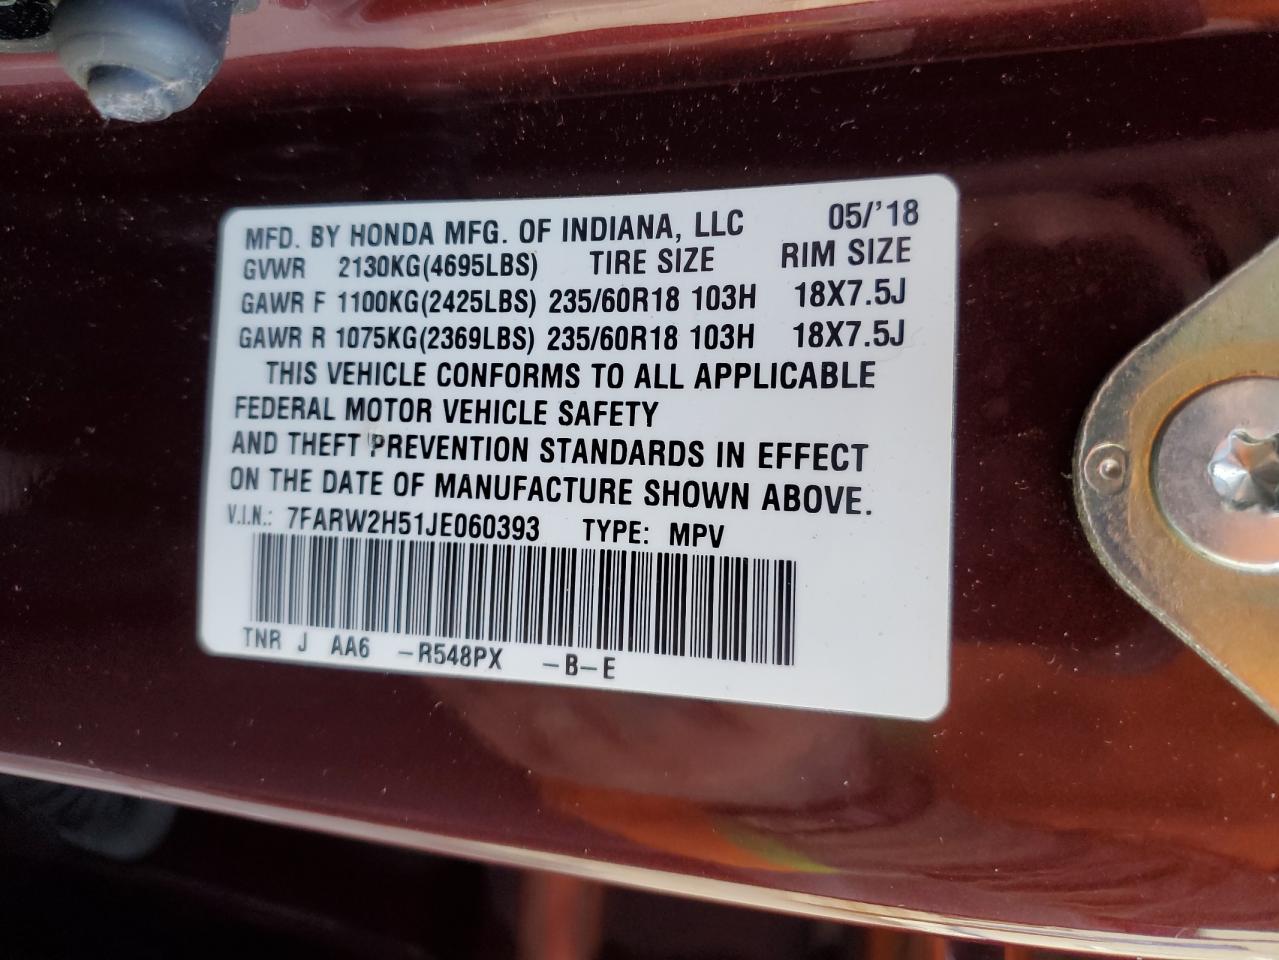 MFD. BY HONDA MFG. OF INDIANA, LLC 05/'18
GVWR 2130KG(4695LBS) TIRE SIZE RIM SIZE
GAWR F 1100KG(2425LBS) 235/60R18 103H 18X7.5J
GAWR R 1075KG(2369LBS) 235/60R18 103H 18X7.5J
THIS VEHICLE CONFORMS TO ALL APPLICABLE
FEDERAL MOTOR VEHICLE SAFETY
AND THEFT PREVENTION STANDARDS IN EFFECT
ON THE DATE OF MANUFACTURE SHOWN ABOVE.
V.I.N.: 7FARW2H51JE060393 TYPE: MPV
TNR J AA6 -R548PX -B-E